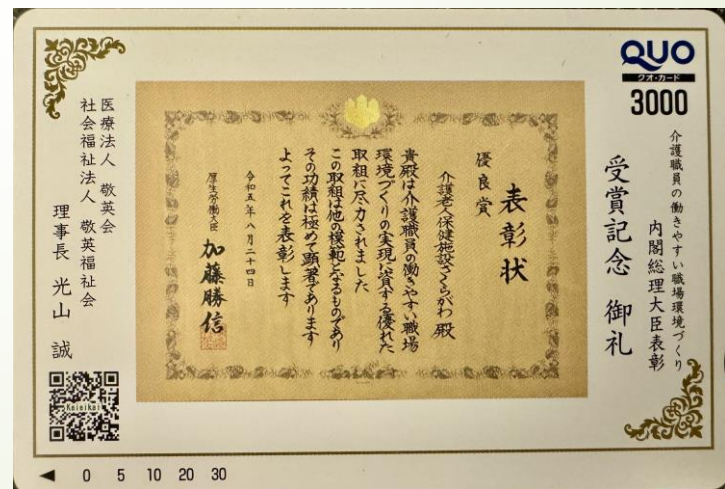 QUO
クオ・カード
3000
介護職員の働きやすい職場環境づくり
内閣総理大臣表彰
受賞記念 御礼
表彰状
優良賞
介護老人保健施設さくらがわ 殿
貴殿は介護職員の働きやすい職場
環境づくりの実現に資する優れた
取組に尽力されました
この取組は他の模範となるものであり
その功績は極めて顕著であります
よってこれを表彰します
令和五年八月二十四日
厚生労働大臣 加藤勝信
医療法人 敬英会
社会福祉法人 敬英福祉会
理事長 光山 誠
Keieikai
◀ 0 5 10 20 30